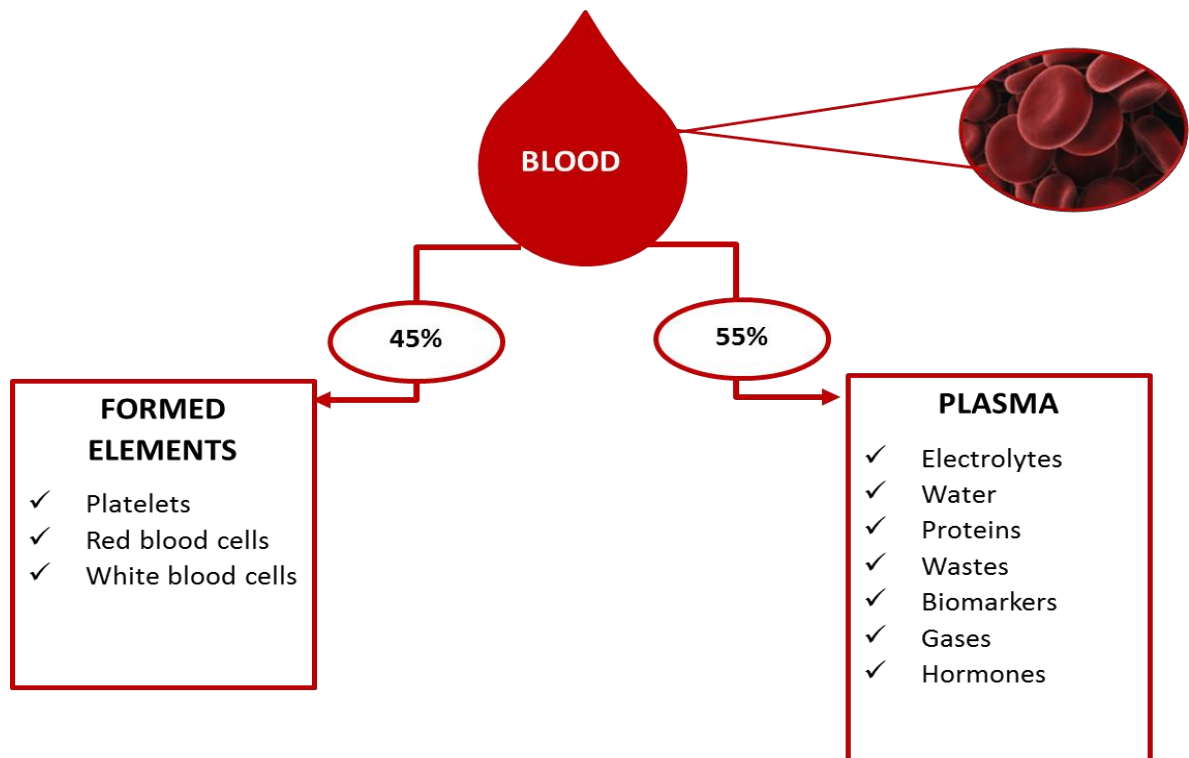 BLOOD
45%
55%
FORMED
ELEMENTS
✓ Platelets
✓ Red blood cells
✓ White blood cells
PLASMA
✓ Electrolytes
✓ Water
✓ Proteins
✓ Wastes
✓ Biomarkers
✓ Gases
✓ Hormones